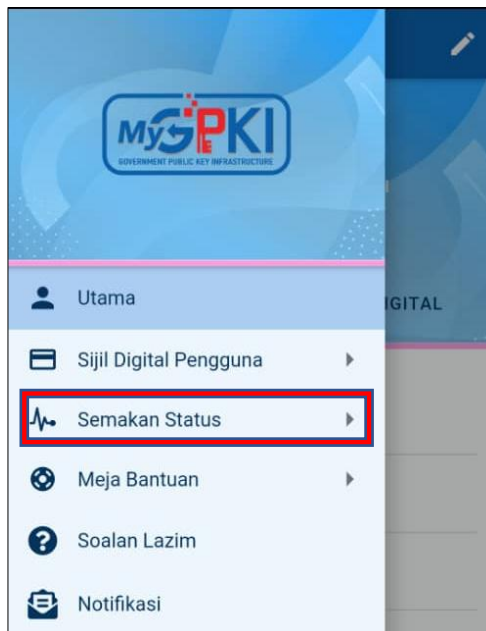 MyGPKI
GOVERNMENT PUBLIC KEY INFRASTRUCTURE
Utama
IGITAL
Sijil Digital Pengguna
Semakan Status
Meja Bantuan
Soalan Lazim
Notifikasi